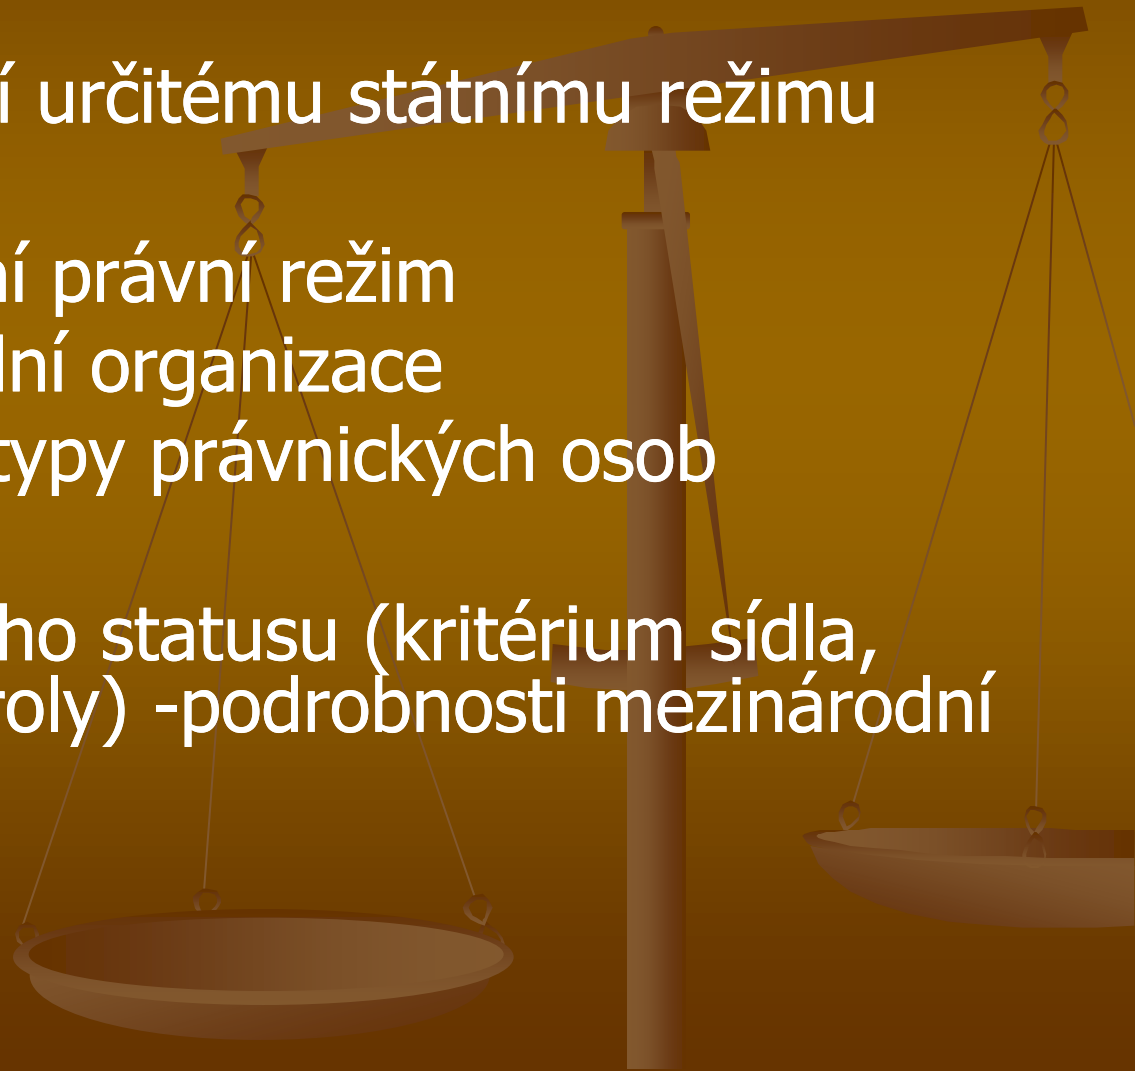 í určitému státnímu režimu
ní právní režim
lní organizace
typy právnických osob
ho statusu (kritérium sídla,
roly) -podrobnosti mezinárodní